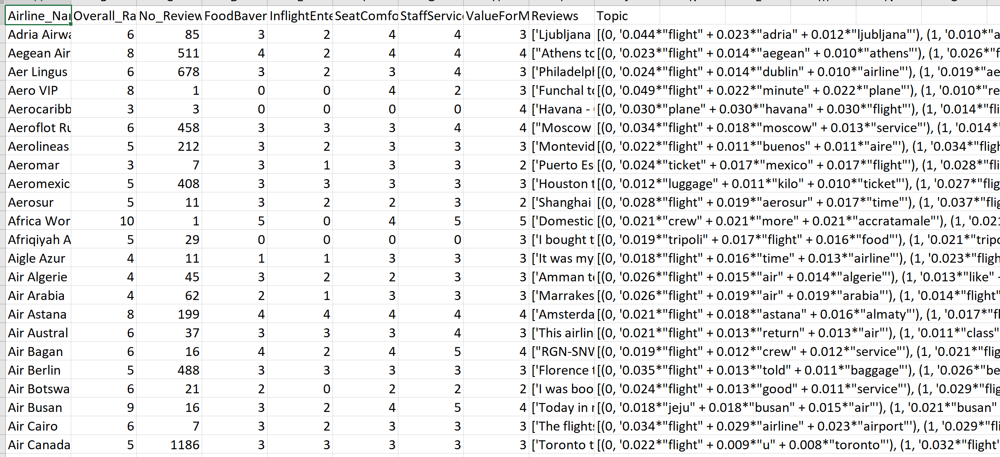 Airline_Nar Overall_Ra No_Review FoodBaver InflightEnte SeatComfo StaffService ValueForM Reviews Topic
Adria Airwa 6 85 3 2 4 4 3 ['Ljubljana [(0, '0.044*"flight" + 0.023*"adria" + 0.012*"ljubljana"'), (1, '0.010*"a
Aegean Air 8 511 4 2 4 4 4 ["Athens to [(0, '0.023*"flight" + 0.014*"aegean" + 0.010*"athens"'), (1, '0.026*"f
Aer Lingus 6 678 3 2 3 4 3 ['Philadelph [(0, '0.024*"flight" + 0.014*"dublin" + 0.010*"airline"'), (1, '0.019*"ae
Aero VIP 8 1 0 0 4 2 3 ['Funchal to [(0, '0.049*"flight" + 0.022*"minute" + 0.022*"plane"'), (1, '0.010*"re
Aerocaribb 3 3 0 0 0 0 4 ['Havana - [(0, '0.030*"plane" + 0.030*"havana" + 0.030*"flight"'), (1, '0.014*"fli
Aeroflot Ru 6 458 3 3 3 4 4 ["Moscow [(0, '0.034*"flight" + 0.018*"moscow" + 0.013*"service"'), (1, '0.014*"
Aerolineas 5 212 3 2 3 3 3 ['Montevid [(0, '0.022*"flight" + 0.011*"buenos" + 0.011*"aire"'), (1, '0.034*"fligh
Aeromar 3 7 3 1 3 3 2 ['Puerto Es [(0, '0.024*"ticket" + 0.017*"mexico" + 0.017*"flight"'), (1, '0.028*"fli
Aeromexic 5 408 3 3 3 3 3 ['Houston t [(0, '0.012*"luggage" + 0.011*"kilo" + 0.010*"ticket"'), (1, '0.027*"flig
Aerosur 5 11 3 2 2 3 2 ['Shanghai [(0, '0.028*"flight" + 0.019*"aerosur" + 0.017*"time"'), (1, '0.037*"flig
Africa Wor 10 1 5 0 4 5 5 ['Domestic [(0, '0.021*"crew" + 0.021*"more" + 0.021*"accratamale"'), (1, '0.021
Afriqiyah A 5 29 0 0 0 0 3 ['I bought t [(0, '0.019*"tripoli" + 0.017*"flight" + 0.016*"food"'), (1, '0.021*"tripo
Aigle Azur 4 11 1 1 3 3 3 ['It was my [(0, '0.018*"flight" + 0.016*"time" + 0.013*"airline"'), (1, '0.023*"fligh
Air Algerie 4 45 3 2 2 3 3 ['Amman to [(0, '0.026*"flight" + 0.015*"air" + 0.014*"algerie"'), (1, '0.013*"like" +
Air Arabia 4 62 2 1 3 3 3 ['Marrakes [(0, '0.026*"flight" + 0.019*"air" + 0.019*"arabia"'), (1, '0.014*"flight"
Air Astana 8 199 4 4 4 4 4 ['Amsterda [(0, '0.021*"flight" + 0.018*"astana" + 0.016*"almaty"'), (1, '0.017*"fl
Air Austral 6 37 3 3 3 4 3 ['This airlin [(0, '0.021*"flight" + 0.013*"return" + 0.013*"air"'), (1, '0.011*"class"
Air Bagan 6 16 4 2 4 5 4 ["RGN-SNW [(0, '0.019*"flight" + 0.012*"crew" + 0.012*"service"'), (1, '0.021*"flig
Air Berlin 5 488 3 3 3 3 3 ['Florence t [(0, '0.035*"flight" + 0.013*"told" + 0.011*"baggage"'), (1, '0.026*"be
Air Botswa 6 21 2 0 2 2 2 ['I was boo [(0, '0.024*"flight" + 0.013*"good" + 0.011*"service"'), (1, '0.029*"flig
Air Busan 9 16 3 2 4 5 4 ['Today in r [(0, '0.018*"jeju" + 0.018*"busan" + 0.015*"air"'), (1, '0.021*"busan"
Air Cairo 6 7 3 2 3 3 3 ['The flights [(0, '0.034*"flight" + 0.029*"airline" + 0.023*"airport"'), (1, '0.029*"fli
Air Canada 5 1186 3 3 3 3 3 ['Toronto t [(0, '0.022*"flight" + 0.009*"u" + 0.008*"toronto"'), (1, '0.032*"flight"